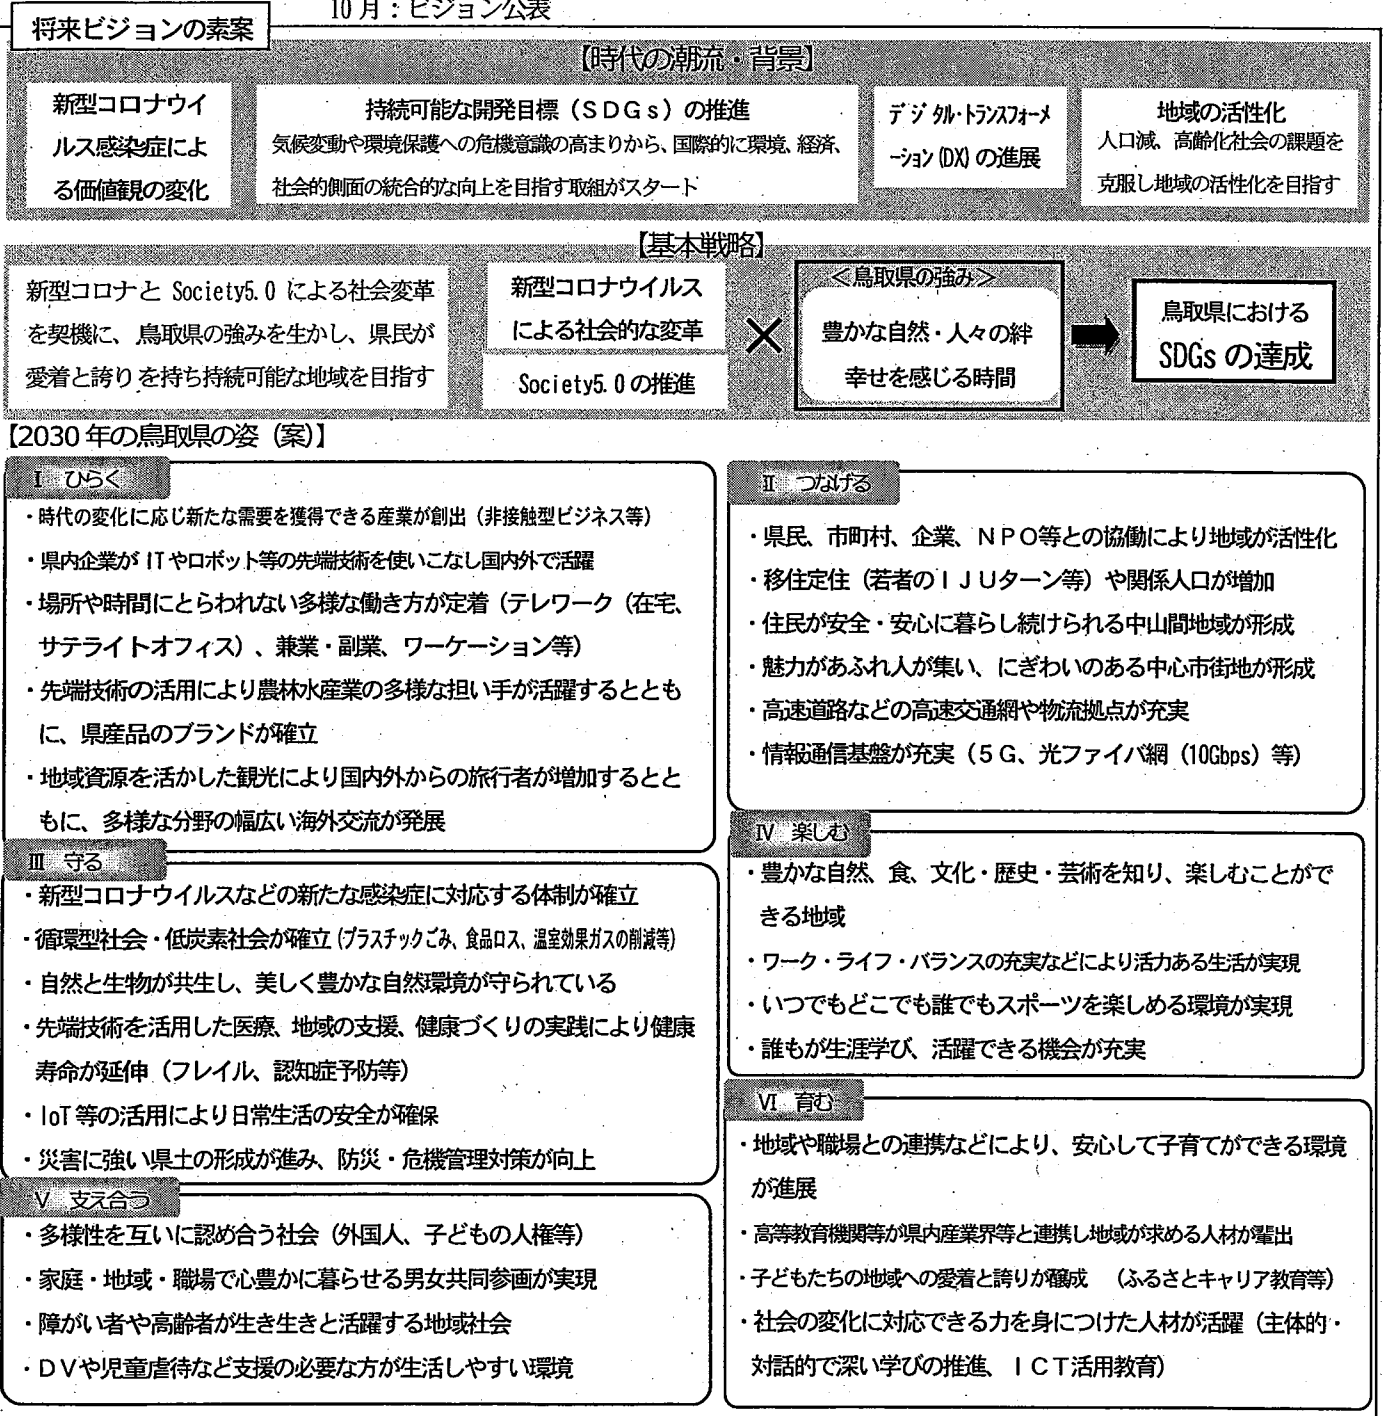 10月：ビジョン公表
将来ビジョンの素案
【時代の潮流・背景】
新型コロナウイ
ルス感染症によ
る価値観の変化
持続可能な開発目標（ＳＤＧｓ）の推進
気候変動や環境保護への危機意識の高まりから、国際的に環境、経済、
社会的側面の統合的な向上を目指す取組がスタート
デジタル・トランスフォーメ
ーション(DX)の進展
地域の活性化
人口減、高齢化社会の課題を
克服し地域の活性化を目指す
【基本戦略】
新型コロナと Society5.0 による社会変革
を契機に、鳥取県の強みを生かし、県民が
愛着と誇りを持ち持続可能な地域を目指す
新型コロナウイルス
による社会的な変革
Society5.0の推進
×
＜鳥取県の強み＞
豊かな自然・人々の絆
幸せを感じる時間
鳥取県における
SDGsの達成
【2030年の鳥取県の姿（案）】
Ⅰ ひらく
・時代の変化に応じ新たな需要を獲得できる産業が創出（非接触型ビジネス等）
・県内企業がITやロボット等の先端技術を使いこなし国内外で活躍
・場所や時間にとらわれない多様な働き方が定着（テレワーク（在宅、
サテライトオフィス）、兼業・副業、ワーケーション等）
・先端技術の活用により農林水産業の多様な担い手が活躍するととも
に、県産品のブランドが確立
・地域資源を活かした観光により国内外からの旅行者が増加するとと
もに、多様な分野の幅広い海外交流が発展
Ⅱ つなげる
・県民、市町村、企業、ＮＰＯ等との協働により地域が活性化
・移住定住（若者のＩＪＵターン等）や関係人口が増加
・住民が安全・安心に暮らし続けられる中山間地域が形成
・魅力があふれ人が集い、にぎわいのある中心市街地が形成
・高速道路などの高速交通網や物流拠点が充実
・情報通信基盤が充実（５Ｇ、光ファイバ網（10Gbps）等）
Ⅲ 守る
・新型コロナウイルスなどの新たな感染症に対応する体制が確立
・循環型社会・低炭素社会が確立（プラスチックごみ、食品ロス、温室効果ガスの削減等）
・自然と生物が共生し、美しく豊かな自然環境が守られている
・先端技術を活用した医療、地域の支援、健康づくりの実践により健康
寿命が延伸（フレイル、認知症予防等）
・IoT等の活用により日常生活の安全が確保
・災害に強い県土の形成が進み、防災・危機管理対策が向上
Ⅳ 楽しむ
・豊かな自然、食、文化・歴史・芸術を知り、楽しむことがで
きる地域
・ワーク・ライフ・バランスの充実などにより活力ある生活が実現
・いつでもどこでも誰でもスポーツを楽しめる環境が実現
・誰もが生涯学び、活躍できる機会が充実
Ⅴ 支え合う
・多様性を互いに認め合う社会（外国人、子どもの人権等）
・家庭・地域・職場で心豊かに暮らせる男女共同参画が実現
・障がい者や高齢者が生き生きと活躍する地域社会
・ＤＶや児童虐待など支援の必要な方が生活しやすい環境
Ⅵ 育む
・地域や職場との連携などにより、安心して子育てができる環境
が進展
・高等教育機関等が県内産業界等と連携し地域が求める人材が輩出
・子どもたちの地域への愛着と誇りが醸成 （ふるさとキャリア教育等）
・社会の変化に対応できる力を身につけた人材が活躍（主体的・
対話的で深い学びの推進、ＩＣＴ活用教育）